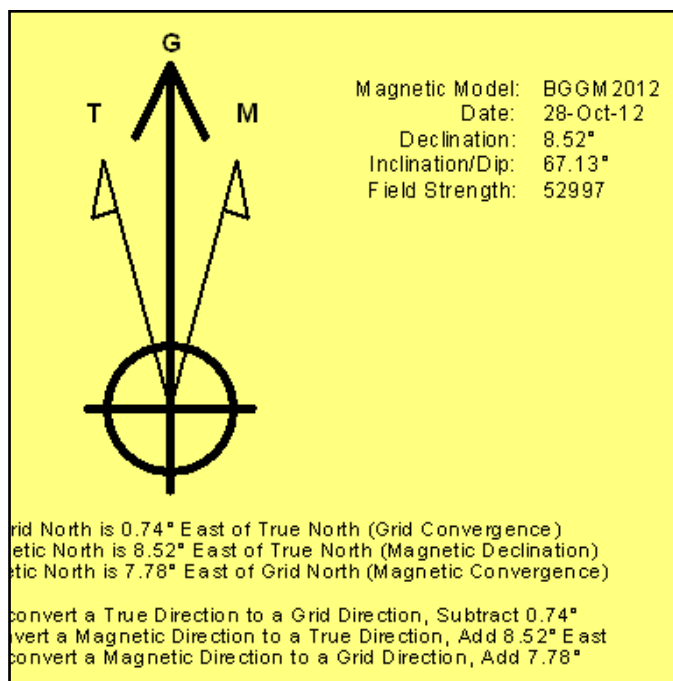 G
T M
Magnetic Model: BGGM2012
Date: 28-Oct-12
Declination: 8.52°
Inclination/Dip: 67.13°
Field Strength: 52997
rid North is 0.74° East of True North (Grid Convergence)
etic North is 8.52° East of True North (Magnetic Declination)
etic North is 7.78° East of Grid North (Magnetic Convergence)
convert a True Direction to a Grid Direction, Subtract 0.74°
vert a Magnetic Direction to a True Direction, Add 8.52° East
convert a Magnetic Direction to a Grid Direction, Add 7.78°